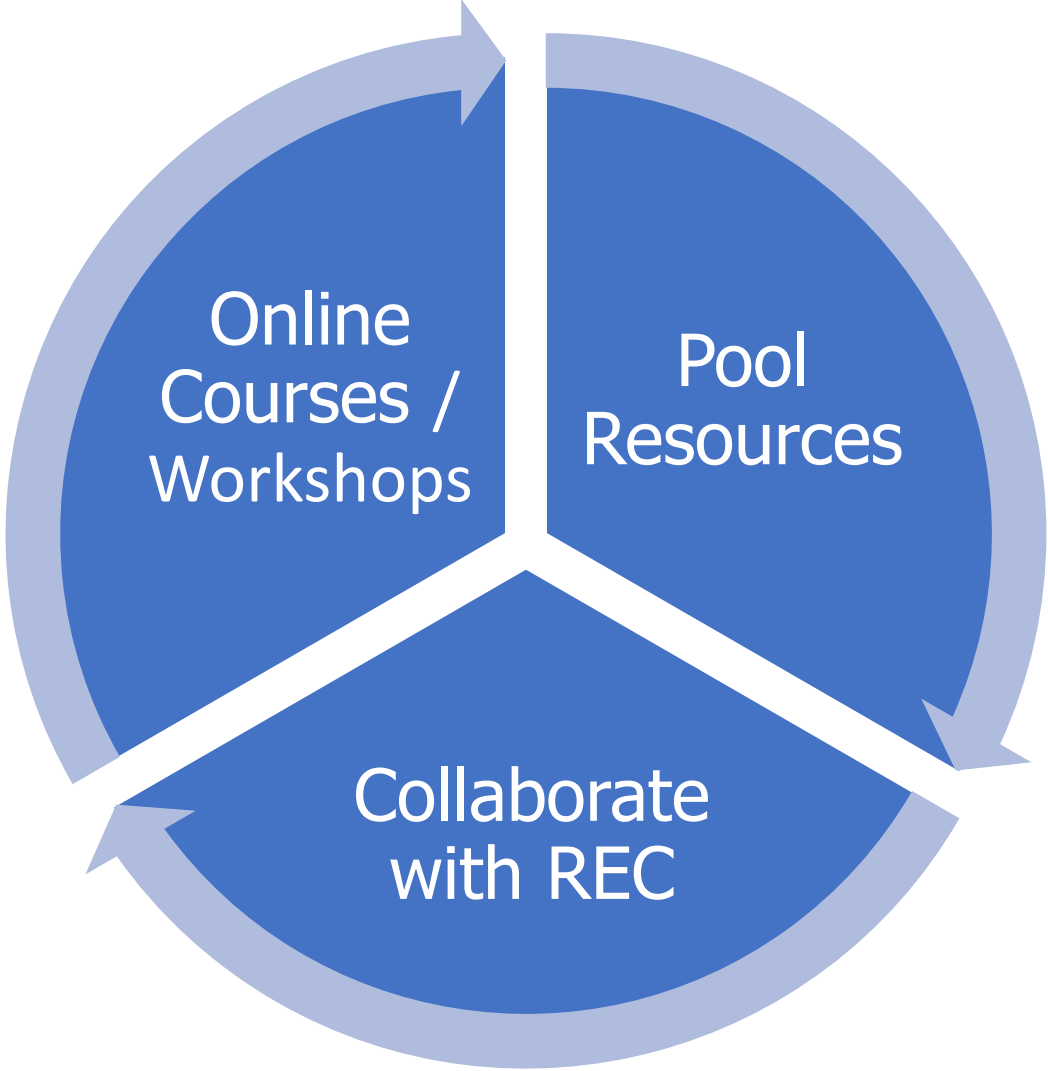 Online
Courses /
Workshops
Pool
Resources
Collaborate
with REC